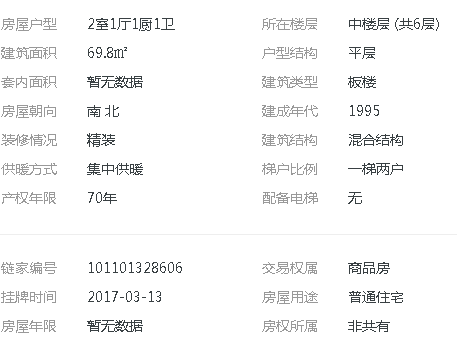 房屋户型 2室1厅1厨1卫 所在楼层 中楼层 (共6层)
建筑面积 69.8㎡ 户型结构 平层
套内面积 暂无数据 建筑类型 板楼
房屋朝向 南 北 建成年代 1995
装修情况 精装 建筑结构 混合结构
供暖方式 集中供暖 梯户比例 一梯两户
产权年限 70年 配备电梯 无
链家编号 101101328606 交易权属 商品房
挂牌时间 2017-03-13 房屋用途 普通住宅
房屋年限 暂无数据 房权所属 非共有